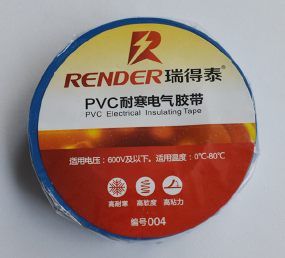 RENDER瑞得泰®
PVC耐寒电气胶带
PVC Electrical Insulating Tape
适用电压：600V及以下。适用温度：0℃-80℃
高耐寒 高放度 高粘力
编号004